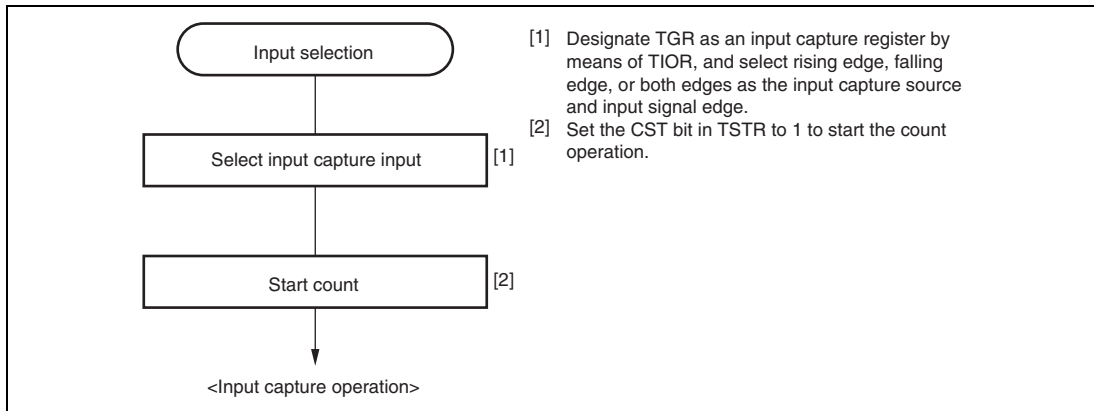 Input selection
Select input capture input [1]
Start count [2]
<Input capture operation>
[1] Designate TGR as an input capture register by
means of TIOR, and select rising edge, falling
edge, or both edges as the input capture source
and input signal edge.
[2] Set the CST bit in TSTR to 1 to start the count
operation.